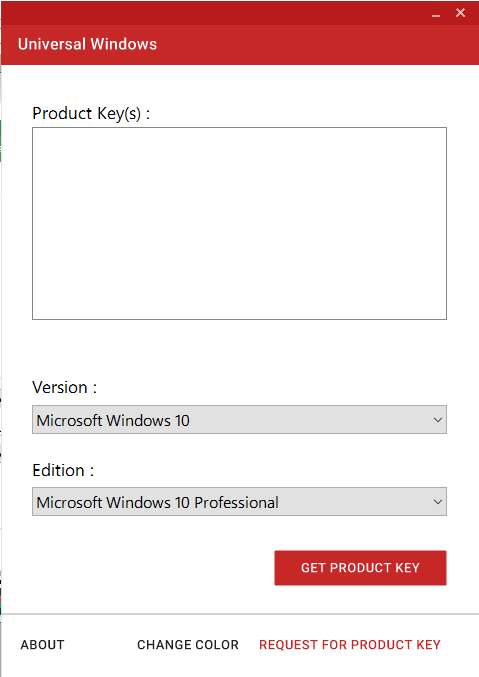 Universal Windows
Product Key(s) :
Version :
Microsoft Windows 10
Edition :
Microsoft Windows 10 Professional
GET PRODUCT KEY
ABOUT
CHANGE COLOR
REQUEST FOR PRODUCT KEY